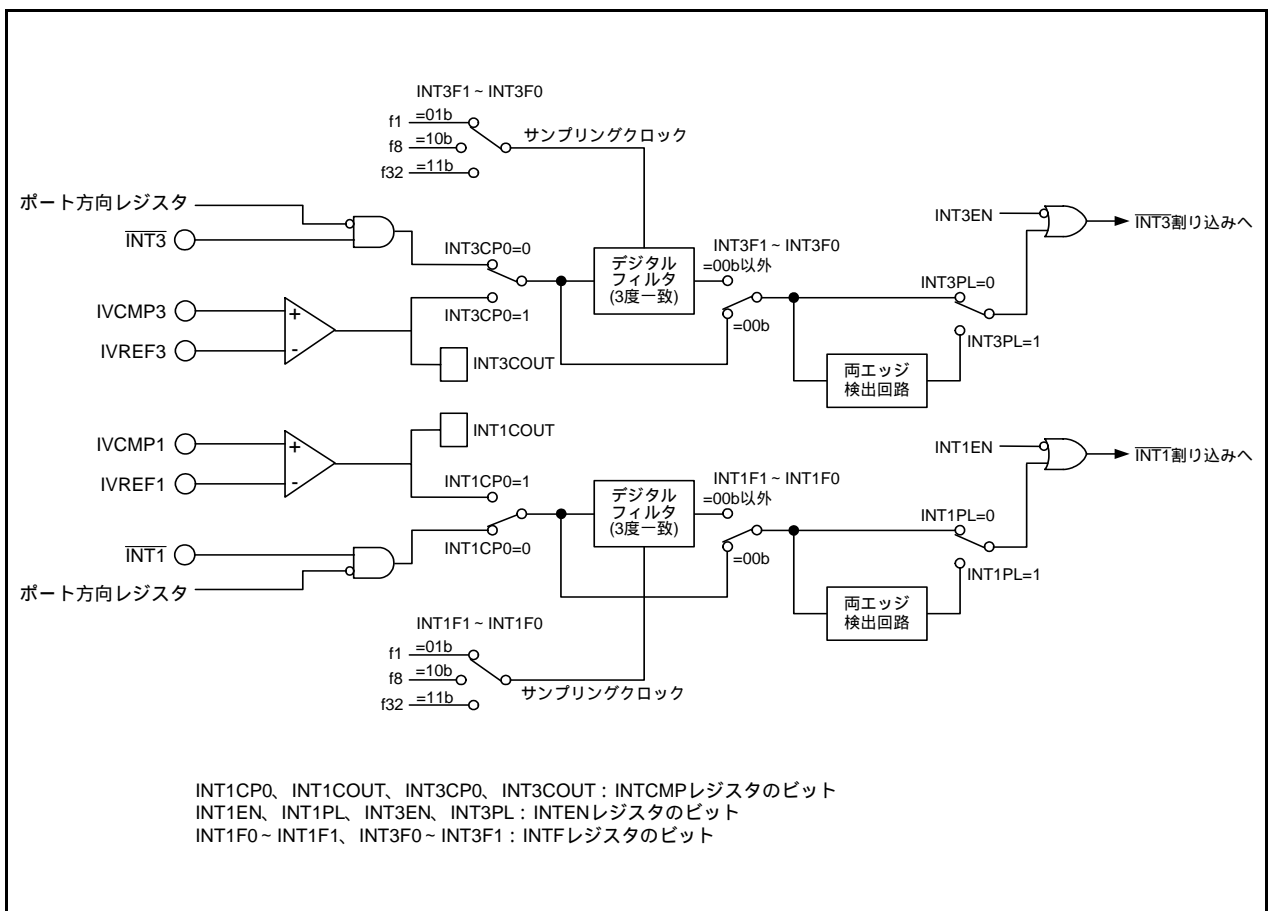 INT3F1~INT3F0
f1 =01b
f8 =10b
f32 =11b
サンプリングクロック
ポート方向レジスタ
INT3
INT3CP0=0
デジタル
フィルタ
(3度一致)
INT3F1~INT3F0
=00b以外
=00b
INT3EN
INT3割り込みへ
INT3PL=0
INT3PL=1
IVCMP3
IVREF3
+
-
INT3CP0=1
INT3COUT
両エッジ
検出回路
IVCMP1
IVREF1
+
-
INT1COUT
INT1CP0=1
INT1CP0=0
デジタル
フィルタ
(3度一致)
INT1F1~INT1F0
=00b以外
=00b
INT1EN
INT1割り込みへ
INT1PL=0
INT1PL=1
両エッジ
検出回路
INT1
ポート方向レジスタ
INT1F1~INT1F0
f1 =01b
f8 =10b
f32 =11b
サンプリングクロック
INT1CP0、INT1COUT、INT3CP0、INT3COUT:INTCMPレジスタのビット
INT1EN、INT1PL、INT3EN、INT3PL:INTENレジスタのビット
INT1F0~INT1F1、INT3F0~INT3F1:INTFレジスタのビット